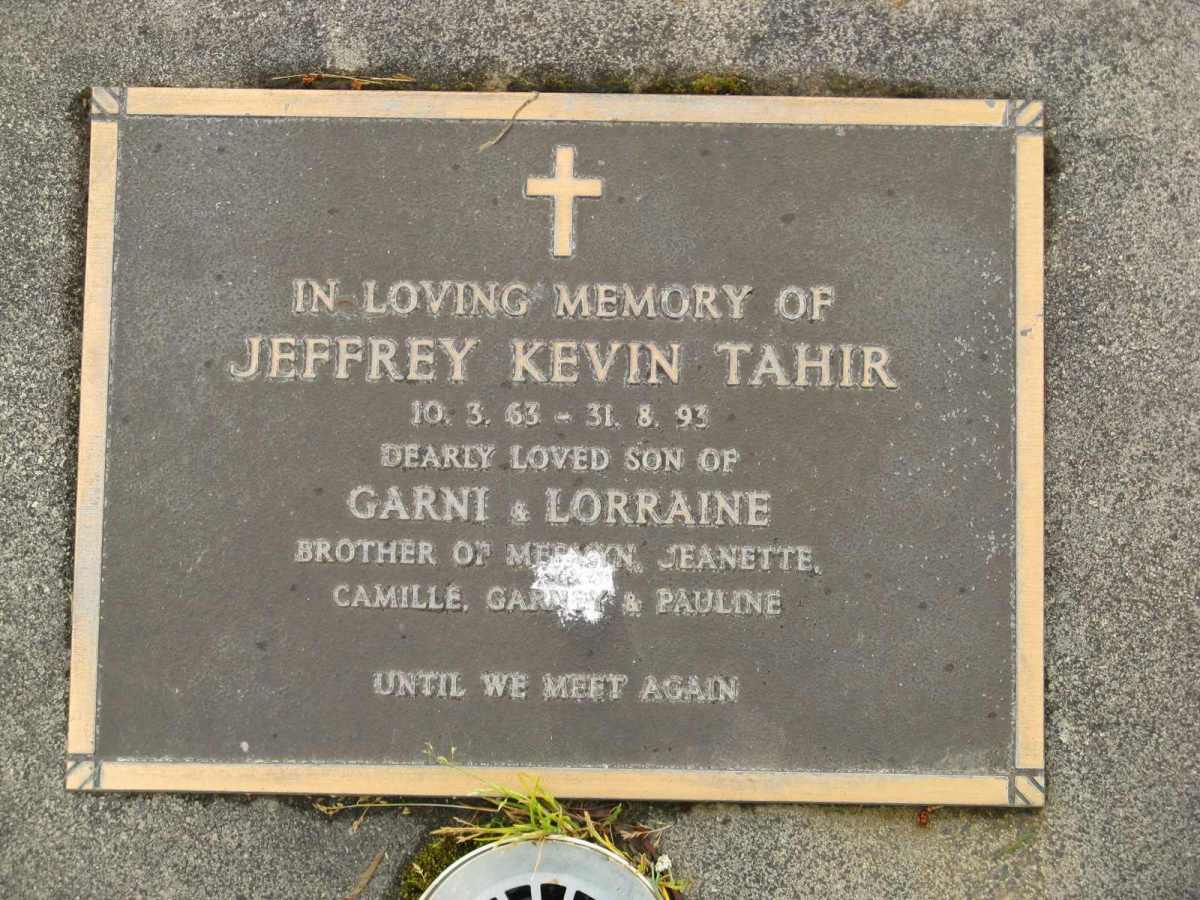 IN LOVING MEMORY OF
JEFFREY KEVIN TAHIR
10. 3. 63 - 31. 8. 93
DEARLY LOVED SON OF
GARNI & LORRAINE
BROTHER OF JEANETTE,
CAMILLE, GARNEY & PAULINE
UNTIL WE MEET AGAIN